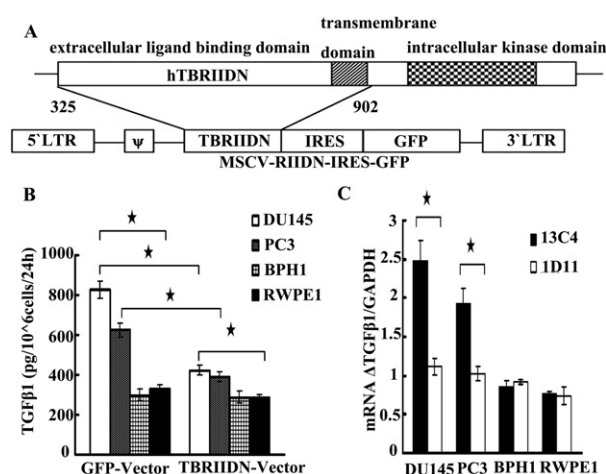 A
extracellular ligand binding domain
transmembrane
domain
intracellular kinase domain
hTBRIIDN
325
902
5`LTR
ψ
TBRIIDN
IRES
GFP
3`LTR
MSCV-RIIDN-IRES-GFP
B
TGFβ1 (pg/10^6cells/24h)
1000
800
600
400
200
0
DU145
PC3
BPH1
RWPE1
GFP-Vector
TBRIIDN-Vector
C
mRNA ΔTGFβ1/GAPDH
3
2.5
2
1.5
1
0.5
0
13C4
1D11
DU145
PC3
BPH1
RWPE1